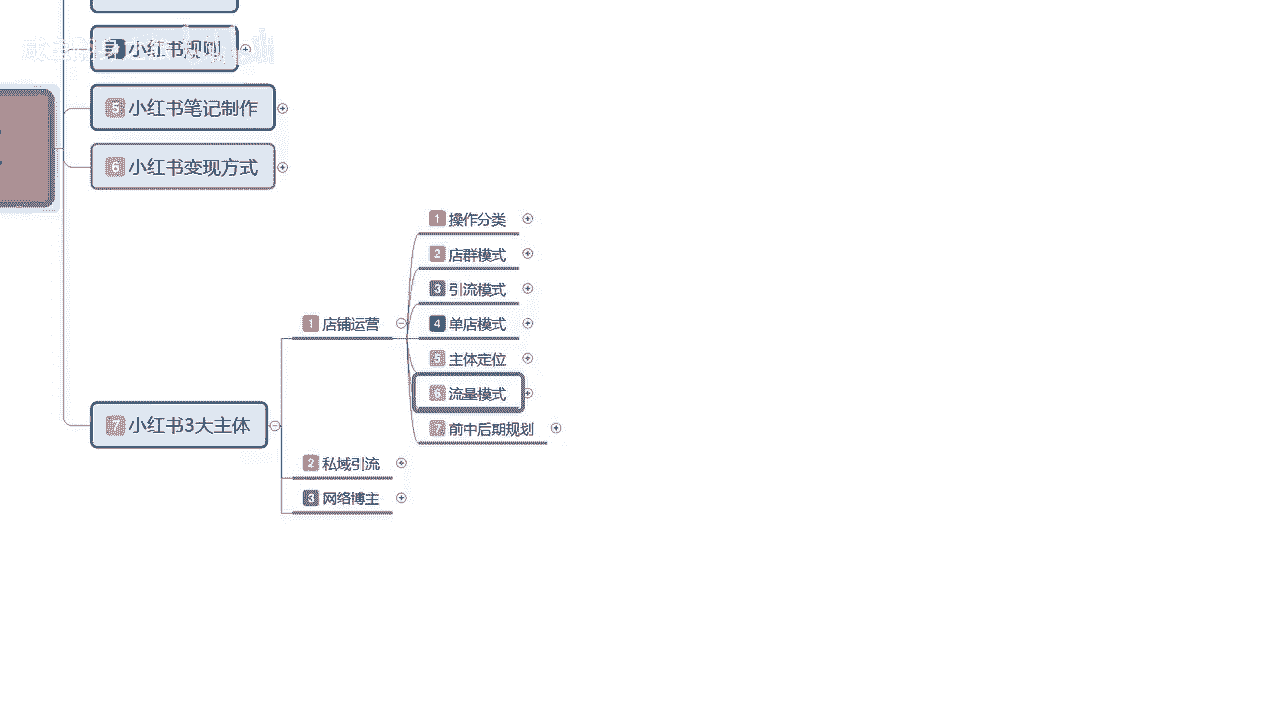 小红书规则
5 小红书笔记制作
6 小红书变现方式
7 小红书3大主体
1 店铺运营
1 操作分类
2 店群模式
3 引流模式
4 单店模式
5 主体定位
6 流量模式
7 前中后期规划
2 私域引流
3 网络博主